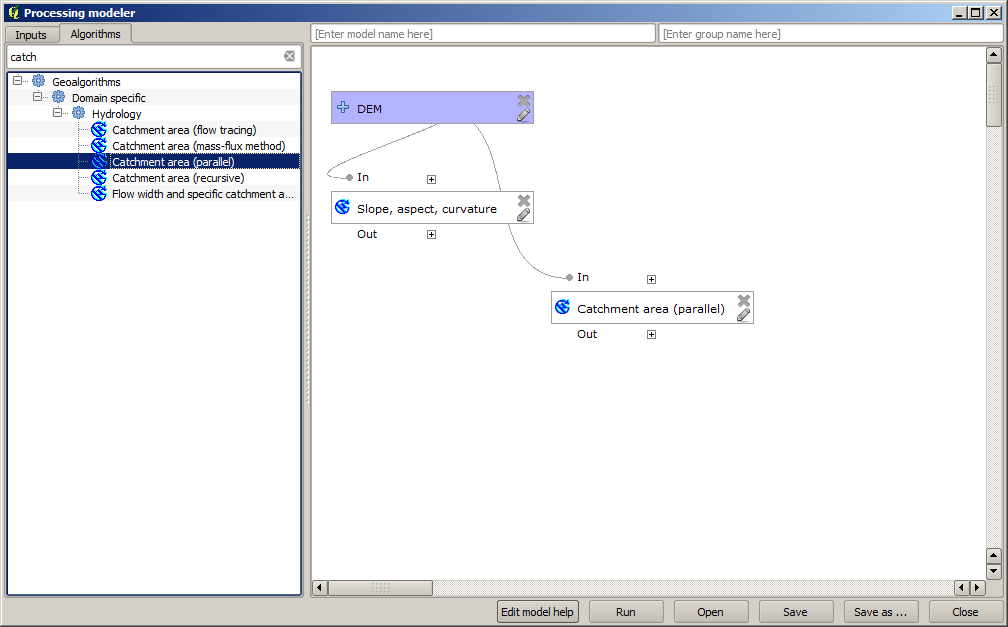 Processing modeler
Inputs Algorithms
[Enter model name here] [Enter group name here]
catch
Geoalgorithms
Domain specific
Hydrology
Catchment area (flow tracing)
Catchment area (mass-flux method)
Catchment area (parallel)
Catchment area (recursive)
Flow width and specific catchment a...
DEM
In
Slope, aspect, curvature
Out
In
Catchment area (parallel)
Out
Edit model help Run Open Save Save as ... Close